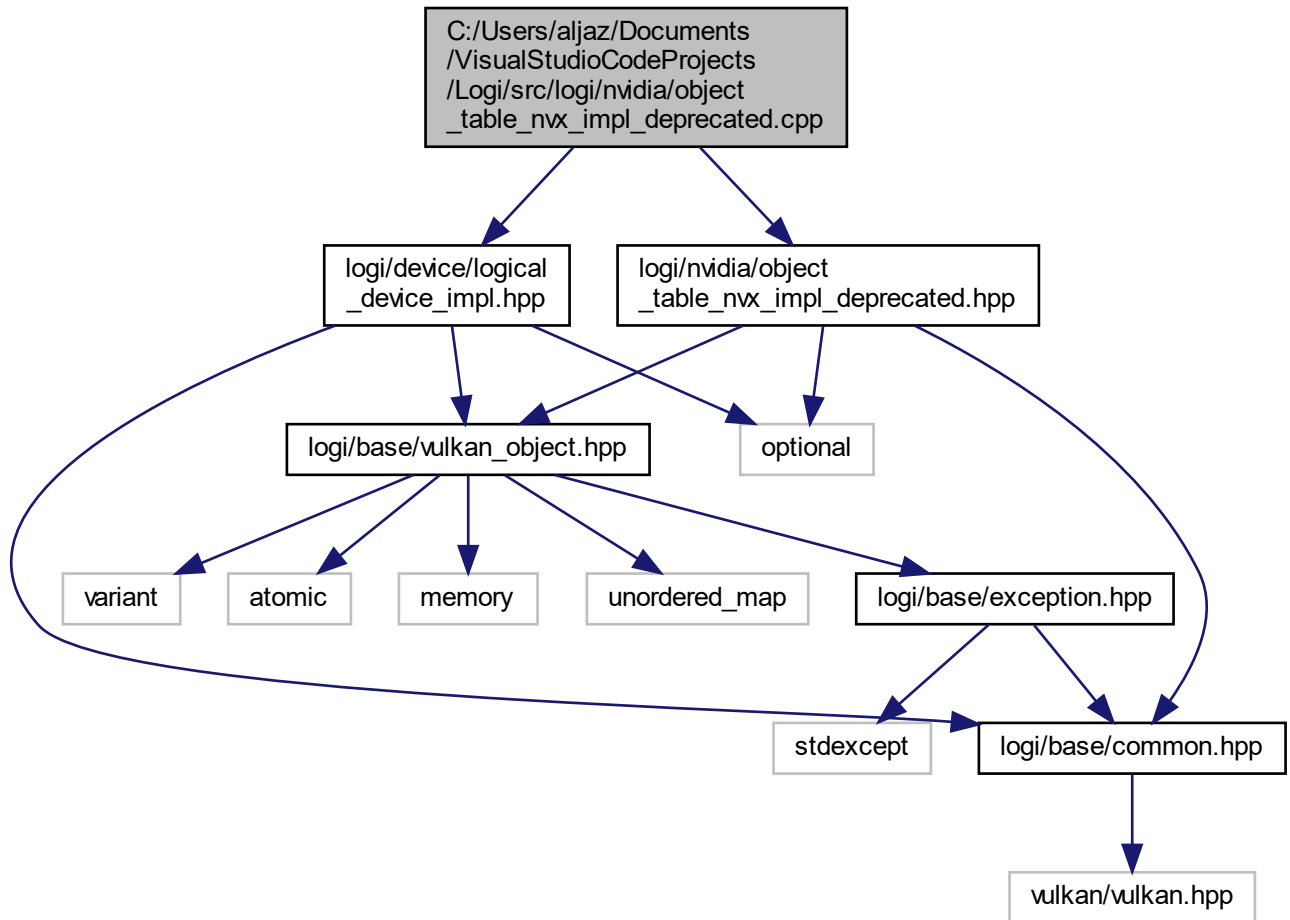 C:/Users/aljaz/Documents
/VisualStudioCodeProjects
/Logi/src/logi/nvidia/object
_table_nvx_impl_deprecated.cpp
logi/device/logical
_device_impl.hpp
logi/nvidia/object
_table_nvx_impl_deprecated.hpp
logi/base/vulkan_object.hpp
optional
variant
atomic
memory
unordered_map
logi/base/exception.hpp
stdexcept
logi/base/common.hpp
vulkan/vulkan.hpp